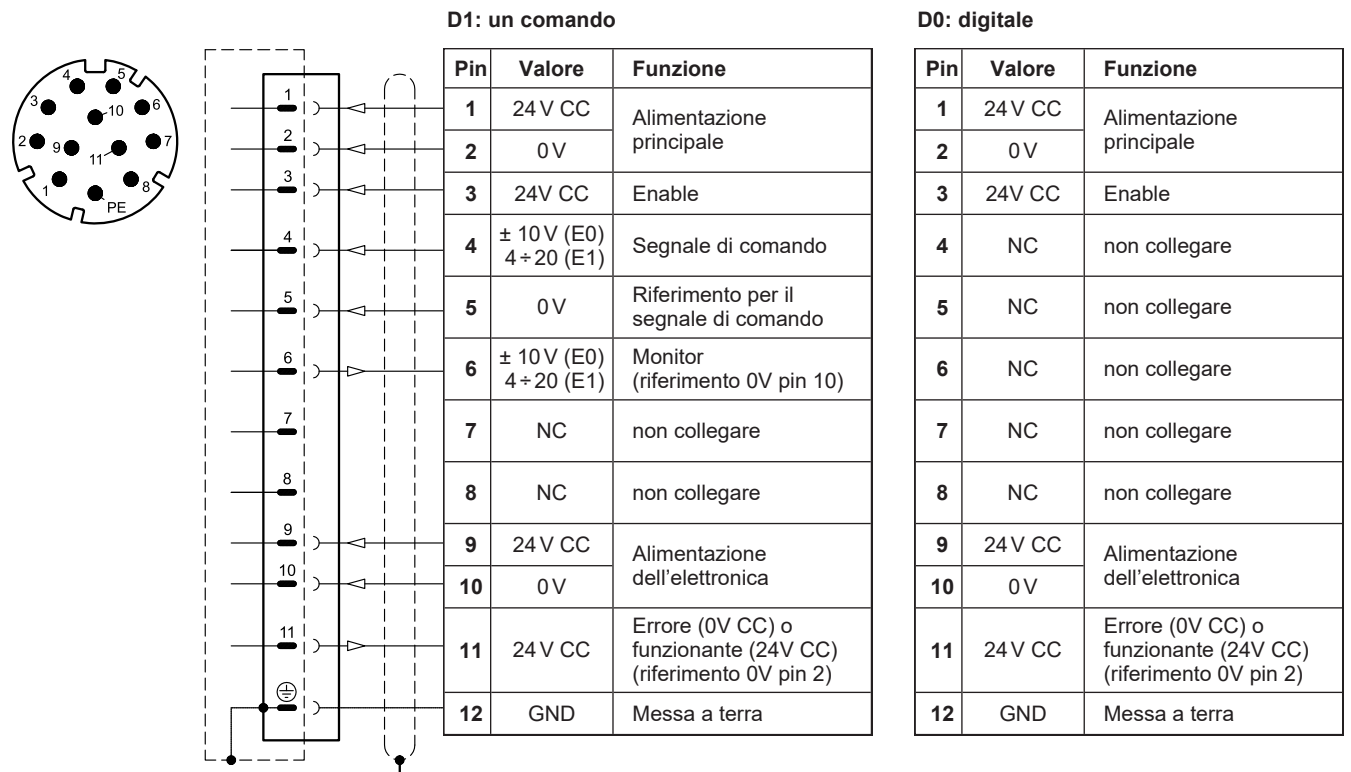 D1: un comando
D0: digitale
4
5
3
10
6
2
9
11
7
1
8
PE
1
2
3
4
5
6
7
8
9
10
11
Pin Valore Funzione
1 24 V CC Alimentazione principale
2 0 V
3 24V CC Enable
4 ± 10 V (E0) 4 ÷ 20 (E1) Segnale di comando
5 0 V Riferimento per il segnale di comando
6 ± 10 V (E0) 4 ÷ 20 (E1) Monitor (riferimento 0V pin 10)
7 NC non collegare
8 NC non collegare
9 24 V CC Alimentazione dell'elettronica
10 0 V
11 24 V CC Errore (0V CC) o funzionante (24V CC) (riferimento 0V pin 2)
12 GND Messa a terra
Pin Valore Funzione
1 24 V CC Alimentazione principale
2 0 V
3 24V CC Enable
4 NC non collegare
5 NC non collegare
6 NC non collegare
7 NC non collegare
8 NC non collegare
9 24 V CC Alimentazione dell'elettronica
10 0 V
11 24 V CC Errore (0V CC) o funzionante (24V CC) (riferimento 0V pin 2)
12 GND Messa a terra